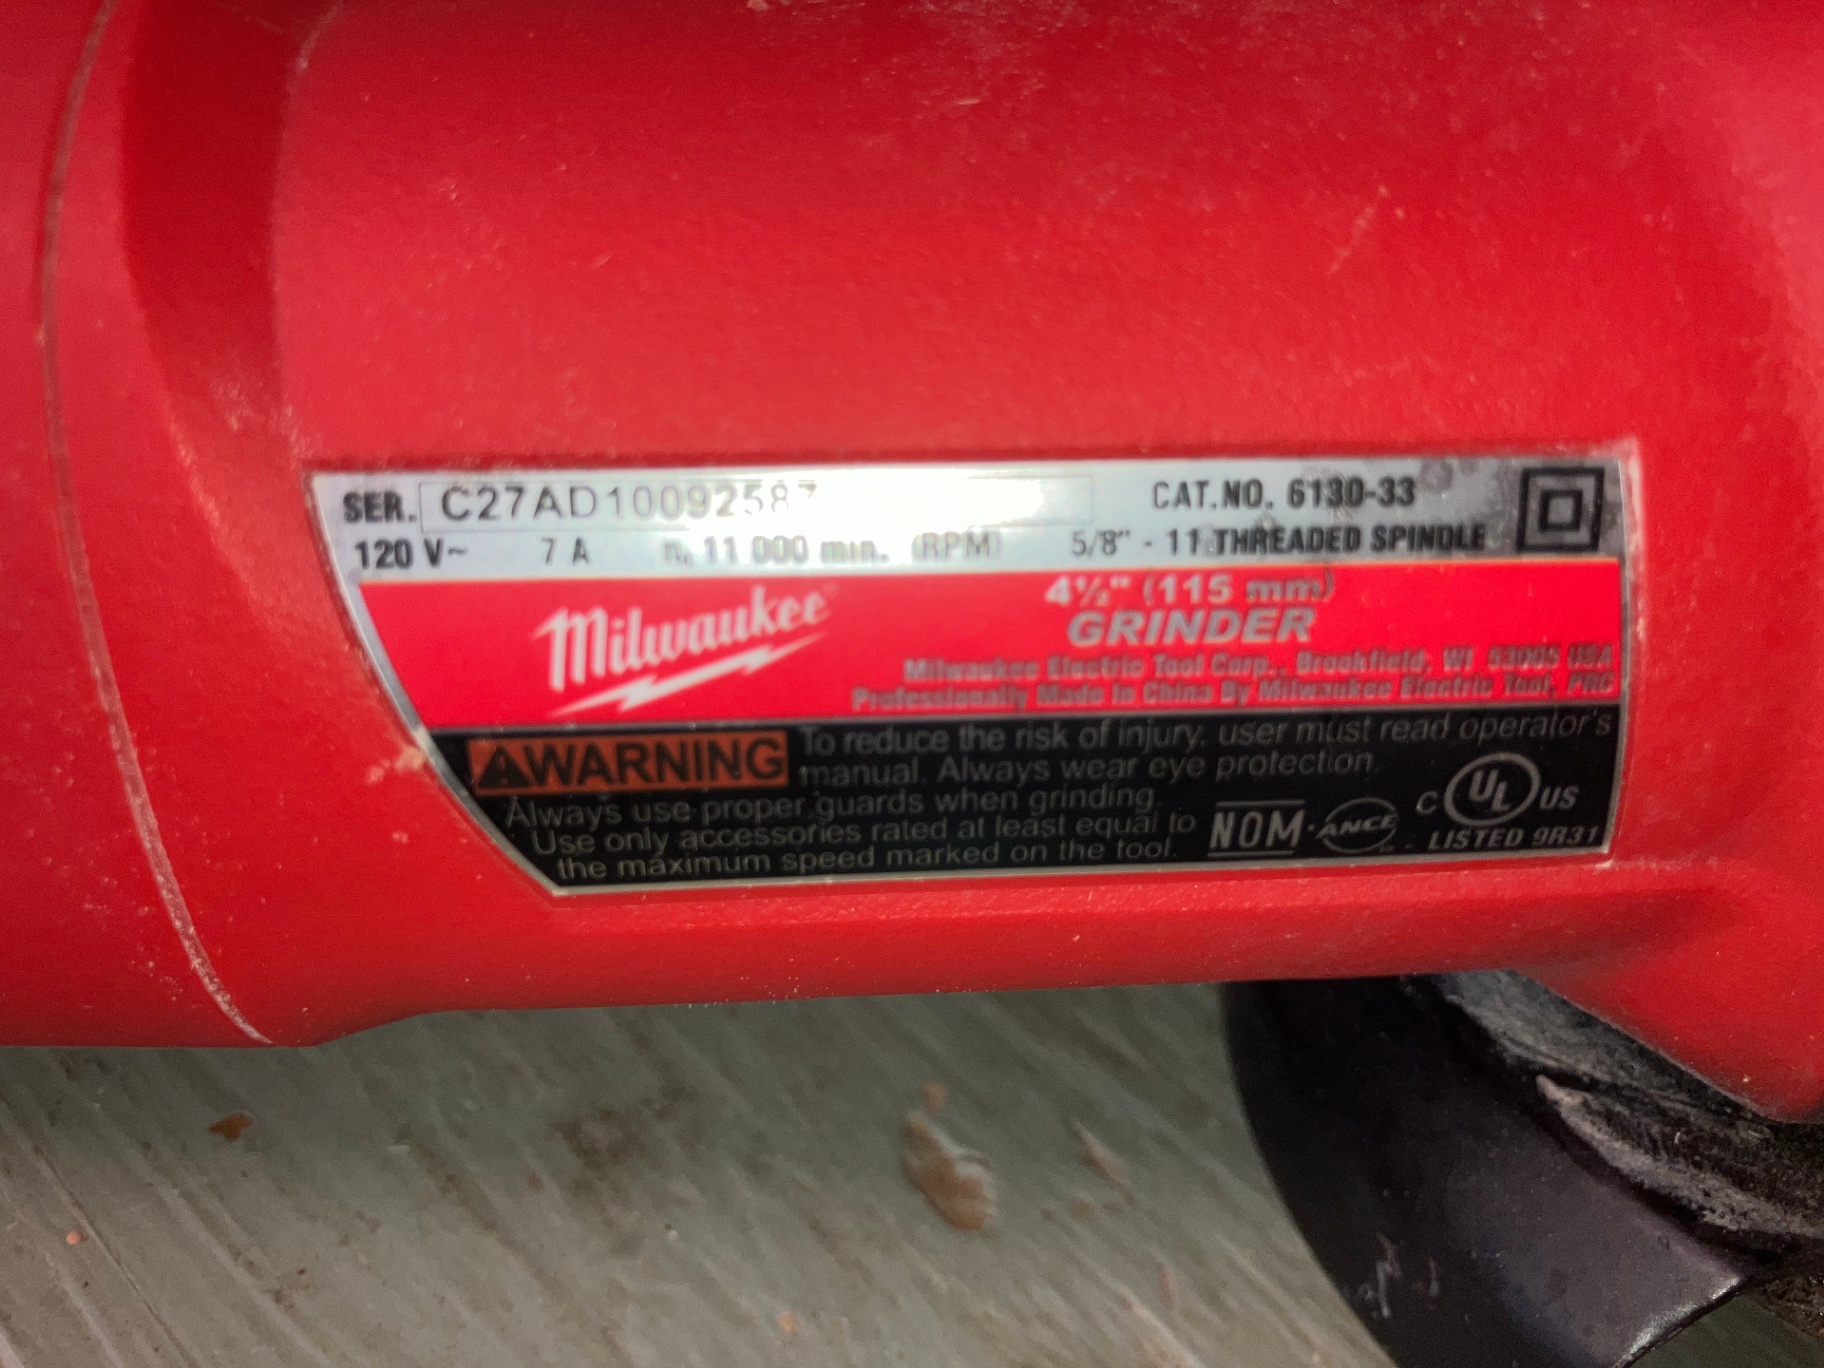 SER. C27AD10092587 CAT.NO. 6130-33
120 V~ 7 A n. 11 000 min. (RPM) 5/8" - 11 THREADED SPINDLE
Milwaukee
4½" (115 mm)
GRINDER
Milwaukee Electric Tool Corp., Brookfield, WI 53005 USA
Professionally Made In China By Milwaukee Electric Tool, PRC
WARNING To reduce the risk of injury, user must read operator's
manual. Always wear eye protection.
Always use proper guards when grinding.
Use only accessories rated at least equal to
the maximum speed marked on the tool.
NOM-ANCE
C UL US
LISTED 9R31